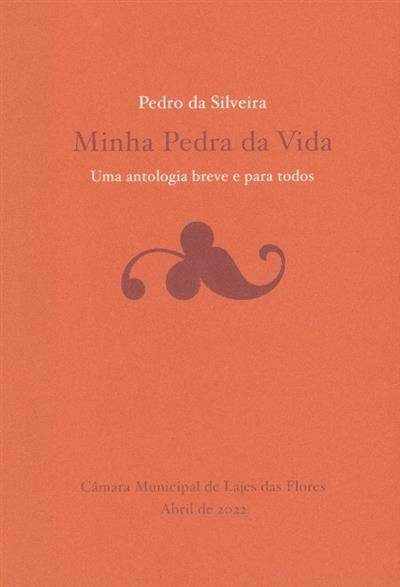 Pedro da Silveira
Minha Pedra da Vida
Uma antologia breve e para todos
Câmara Municipal de Lajes das Flores
Abril de 2022